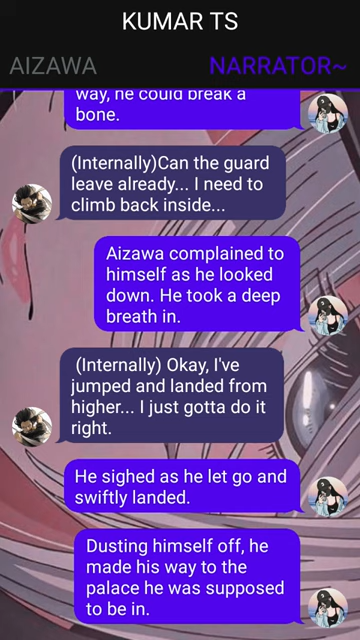 KUMAR TS
AIZAWA
NARRATOR~
way, he could break a
bone.
(Internally)Can the guard
leave already... I need to
climb back inside...
Aizawa complained to
himself as he looked
down. He took a deep
breath in.
(Internally) Okay, I've
jumped and landed from
higher... I just gotta do it
right.
He sighed as he let go and
swiftly landed.
Dusting himself off, he
made his way to the
palace he was supposed
to be in.